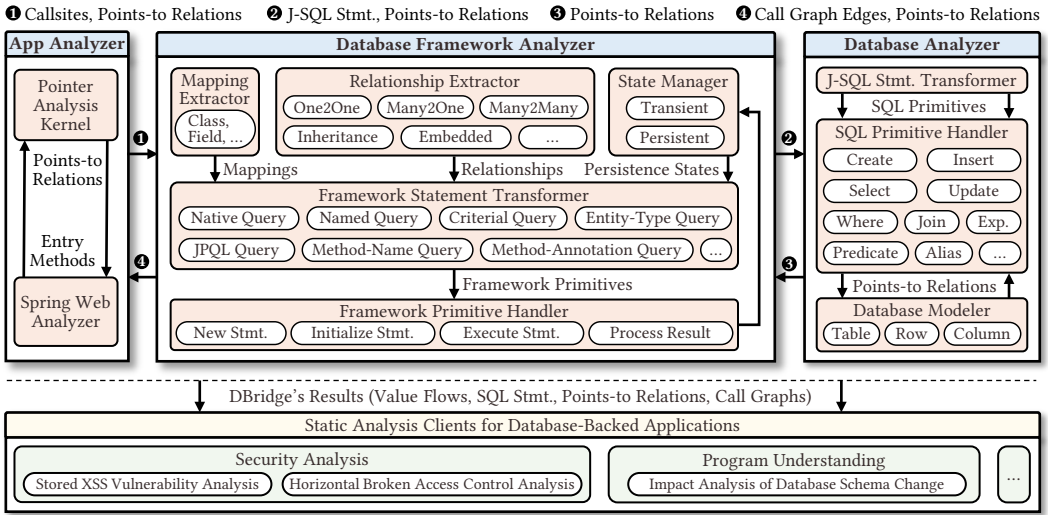 ❶ Callsites, Points-to Relations ❷ J-SQL Stmt., Points-to Relations ❸ Points-to Relations ❹ Call Graph Edges, Points-to Relations
App Analyzer
Pointer
Analysis
Kernel
Points-to
Relations
Entry
Methods
Spring Web
Analyzer
❶
❹
Database Framework Analyzer
Mapping
Extractor
Class,
Field, ...
Relationship Extractor
One2One Many2One Many2Many
Inheritance Embedded ...
State Manager
Transient
Persistent
Mappings Relationships Persistence States
Framework Statement Transformer
Native Query Named Query Criterial Query Entity-Type Query
JPQL Query Method-Name Query Method-Annotation Query ...
Framework Primitives
Framework Primitive Handler
New Stmt. Initialize Stmt. Execute Stmt. Process Result
❷
❸
Database Analyzer
J-SQL Stmt. Transformer
SQL Primitives
SQL Primitive Handler
Create Insert
Select Update
Where Join Exp.
Predicate Alias ...
Points-to Relations
Database Modeler
Table Row Column
DBridge's Results (Value Flows, SQL Stmt., Points-to Relations, Call Graphs)
Static Analysis Clients for Database-Backed Applications
Security Analysis
Stored XSS Vulnerability Analysis Horizontal Broken Access Control Analysis
Program Understanding
Impact Analysis of Database Schema Change
...